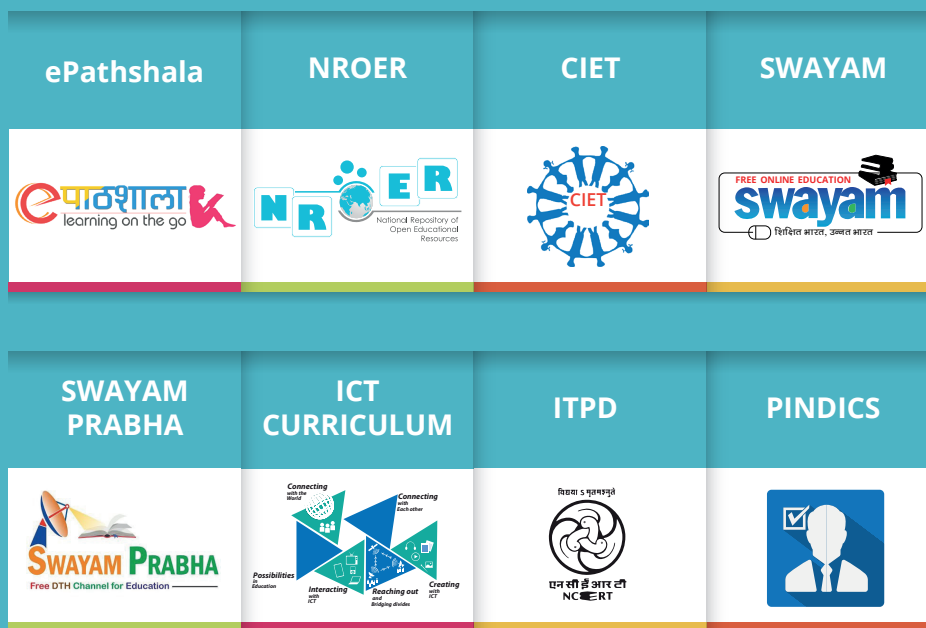 ePathshala
NROER
CIET
SWAYAM
e पाठशाला
learning on the go
N R E R
National Repository of
Open Educational
Resources
CIET
FREE ONLINE EDUCATION
swayam
शिक्षित भारत, उन्नत भारत
SWAYAM
PRABHA
ICT
CURRICULUM
ITPD
PINDICS
SWAYAM PRABHA
Free DTH Channel for Education
Connecting
with the
World
Connecting
with
Each other
Possibilities
in
Education
Interacting
with
ICT
Reaching out
and
Bridging divides
Creating
with
ICT
विद्यया ऽ मृतमश्नुते
एन सी ई आर टी
NCERT